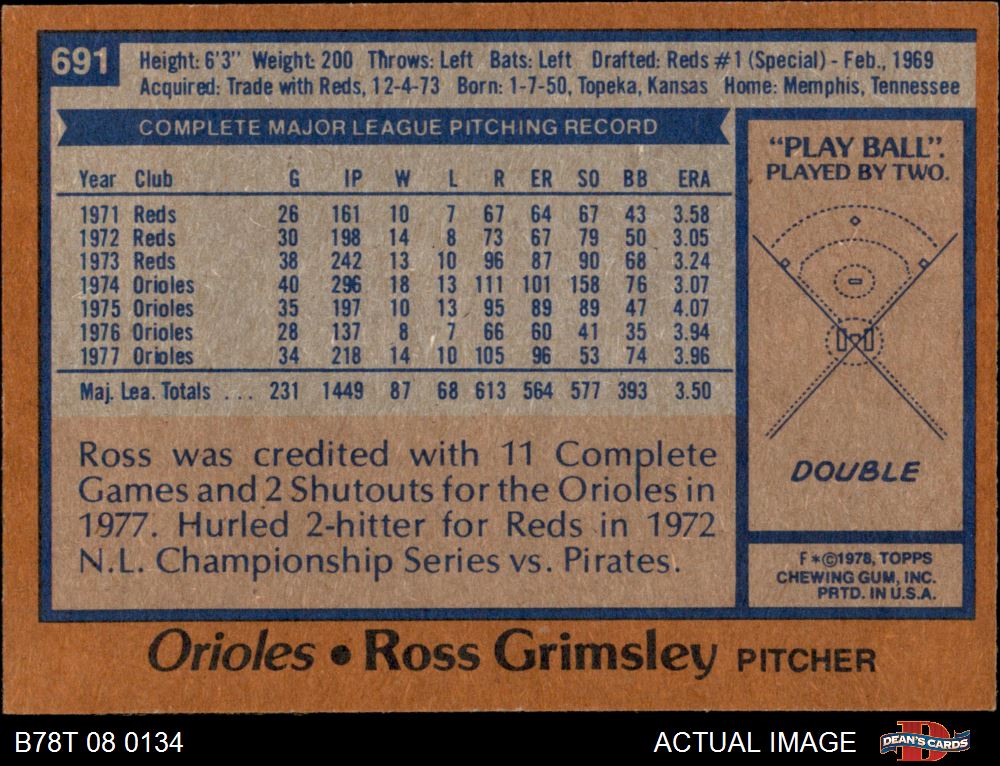 691
Height: 6'3" Weight: 200 Throws: Left Bats: Left Drafted: Reds #1 (Special) - Feb., 1969
Acquired: Trade with Reds, 12-4-73 Born: 1-7-50, Topeka, Kansas Home: Memphis, Tennessee
COMPLETE MAJOR LEAGUE PITCHING RECORD
Year Club G IP W L R ER SO BB ERA
1971 Reds 26 161 10 7 67 64 67 43 3.58
1972 Reds 30 198 14 8 73 67 79 50 3.05
1973 Reds 38 242 13 10 96 87 90 68 3.24
1974 Orioles 40 296 18 13 111 101 158 76 3.07
1975 Orioles 35 197 10 13 95 89 89 47 4.07
1976 Orioles 28 137 8 7 66 60 41 35 3.94
1977 Orioles 34 218 14 10 105 96 53 74 3.96
Maj. Lea. Totals ... 231 1449 87 68 613 564 577 393 3.50
Ross was credited with 11 Complete
Games and 2 Shutouts for the Orioles in
1977. Hurled 2-hitter for Reds in 1972
N.L. Championship Series vs. Pirates.
"PLAY BALL".
PLAYED BY TWO.
DOUBLE
F*©1978, TOPPS
CHEWING GUM, INC.
PRTD. IN U.S.A.
Orioles • Ross Grimsley PITCHER
B78T 08 0134
ACTUAL IMAGE
D
DEAN'S CARDS